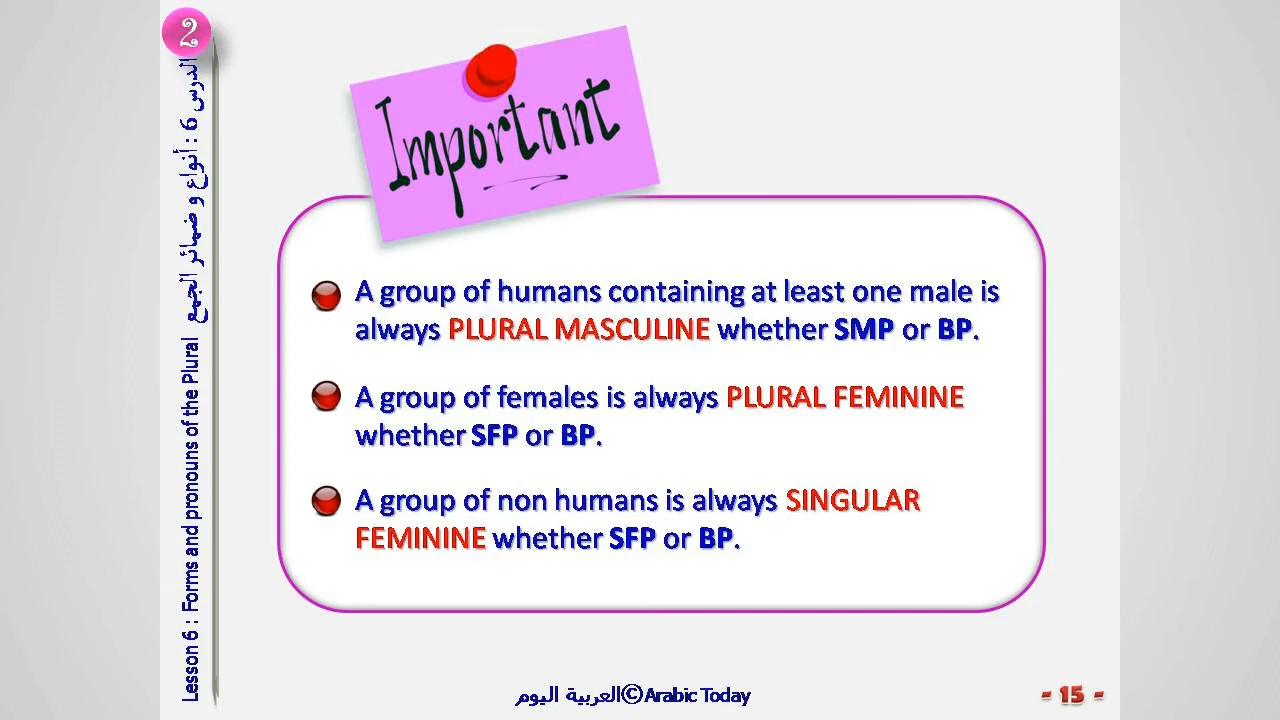 2
الدرس 6 : أنواع و ضمائر الجمع
Lesson 6 : Forms and pronouns of the Plural
Important
A group of humans containing at least one male is
always PLURAL MASCULINE whether SMP or BP.
A group of females is always PLURAL FEMININE
whether SFP or BP.
A group of non humans is always SINGULAR
FEMININE whether SFP or BP.
العربية اليوم©Arabic Today
- 15 -